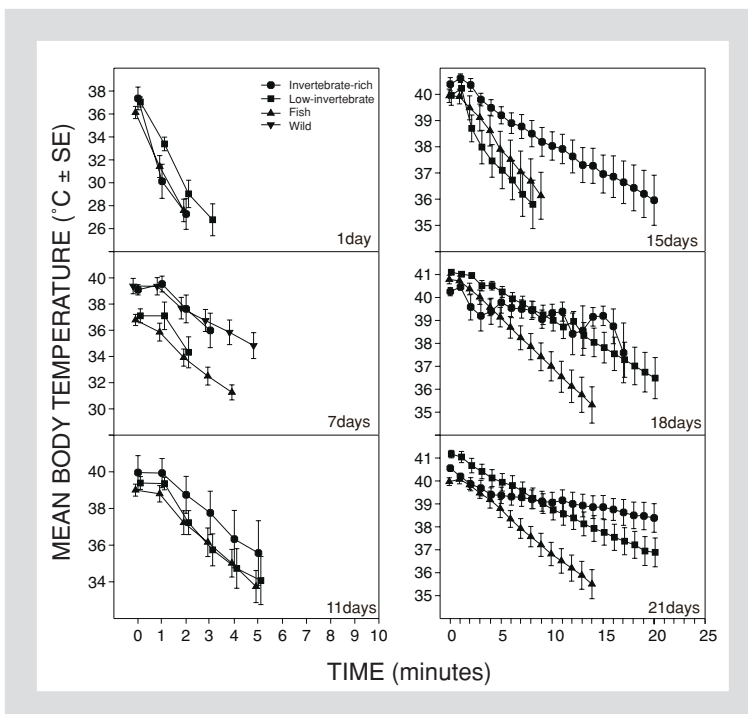 MEAN BODY TEMPERATURE (˚C ± SE)
38
36
34
32
30
28
26
Invertebrate-rich
Low-invertebrate
Fish
Wild
1day
40
38
36
34
32
30
7days
40
38
36
34
11days
0 1 2 3 4 5 6 7 8 9 10
40
39
38
37
36
35
15days
41
40
39
38
37
36
35
18days
41
40
39
38
37
36
35
21days
0 5 10 15 20 25
TIME (minutes)